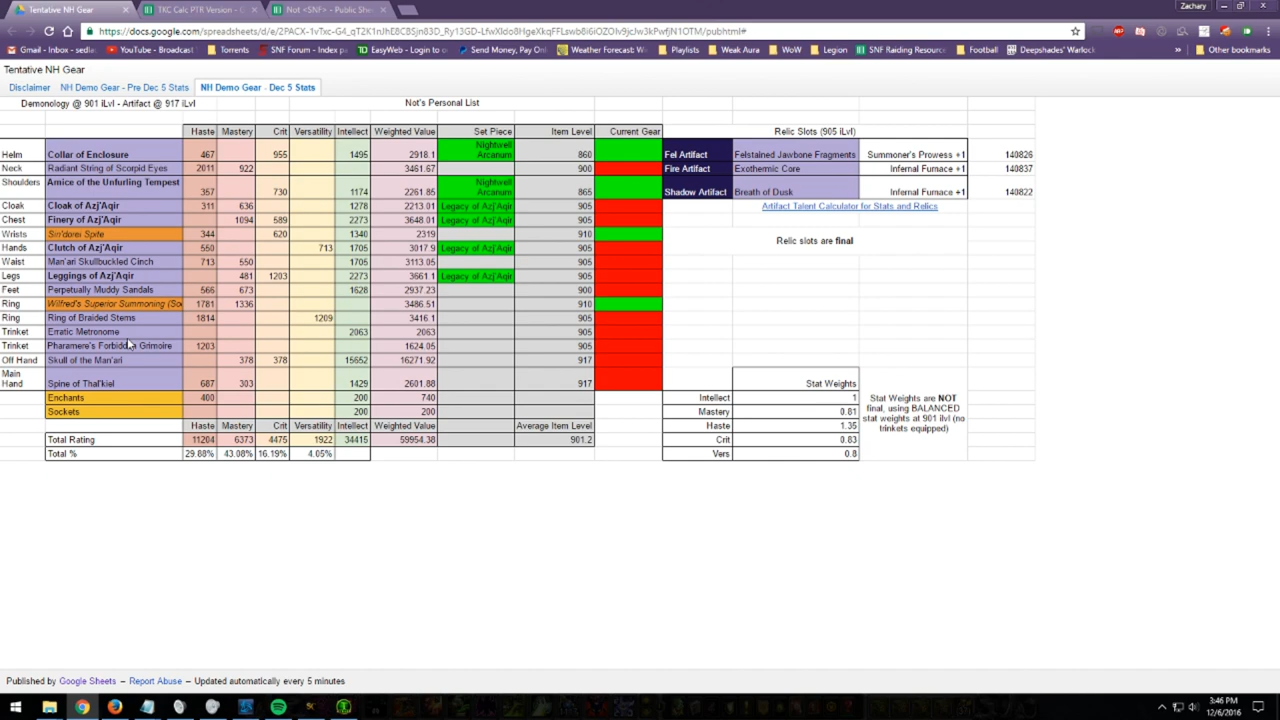 Tentative NH Gear
TKC Calc PTR Version -
Not <SNF> - Public She
Zachary
https://docs.google.com/spreadsheets/d/e/2PACX-
/pubhtml#
Gmail - Inbox - sedla
YouTube - Broadcast
Torrents
SNF Forum - Index p
EasyWeb - Login to o
Send Money, Pay Onl
Weather Forecast: W
Playlists
Weak Aura
WoW
Legion
SNF Raiding Resourc
Football
Deepshades' Warlock
»
Other bookmarks
Tentative NH Gear
Disclaimer NH Demo Gear - Pre Dec 5 Stats NH Demo Gear - Dec 5 Stats
Demonology @ 901 iLvl - Artifact @ 917 iLvl Not's Personal List
Haste Mastery Crit Versatility Intellect Weighted Value Set Piece Item Level Current Gear Relic Slots (905 iLvl)
Helm Collar of Enclosure 467 955 1495 2918.1 Nightwell Arcanum 860 Fel Artifact Felstained Jawbone Fragments Summoner's Prowess +1 140826
Neck Radiant String of Scorpid Eyes 2011 922 3461.67 900 Fire Artifact Exothermic Core Infernal Furnace +1 140837
Shoulders Amice of the Unfurling Tempest 357 730 1174 2261.85 Nightwell Arcanum 865 Shadow Artifact Breath of Dusk Infernal Furnace +1 140822
Cloak Cloak of Azj'Aqir 311 636 1278 2213.01 Legacy of Azj'Aqir 905 Artifact Talent Calculator for Stats and Relics
Chest Finery of Azj'Aqir 1094 589 2273 3648.01 Legacy of Azj'Aqir 905
Wrists Sin'dorei Spite 344 620 1340 2319 910
Relic slots are final
Hands Clutch of Azj'Aqir 550 713 1705 3017.9 Legacy of Azj'Aqir 905
Waist Man'ari Skullbuckled Cinch 713 550 1705 3113.05 905
Legs Leggings of Azj'Aqir 481 1203 2273 3661.1 Legacy of Azj'Aqir 905
Feet Perpetually Muddy Sandals 566 673 1628 2937.23 900
Ring Wilfred's Superior Summoning (Soc 1781 1336 3486.51 910
Ring Ring of Braided Stems 1814 1209 3416.1 905
Trinket Erratic Metronome 2063 2063 905
Trinket Pharamere's Forbidden Grimoire 1203 1624.05 905
Off Hand Skull of the Man'ari 378 378 15652 16271.92 917
Main Hand Spine of Thal'kiel 687 303 1429 2601.88 917 Stat Weights
Enchants 400 200 740 Intellect 1
Sockets 200 200 Mastery 0.81
Haste Mastery Crit Versatility Intellect Weighted Value Average Item Level Haste 1.35
Total Rating 11204 6373 4475 1922 34415 59954.38 901.2 Crit 0.83
Total % 29.88% 43.08% 16.19% 4.05% Vers 0.8
Stat Weights are NOT
final, using BALANCED
stat weights at 901 ilvl (no
trinkets equipped)
Published by Google Sheets – Report Abuse – Updated automatically every 5 minutes
3:46 PM
12/6/2016